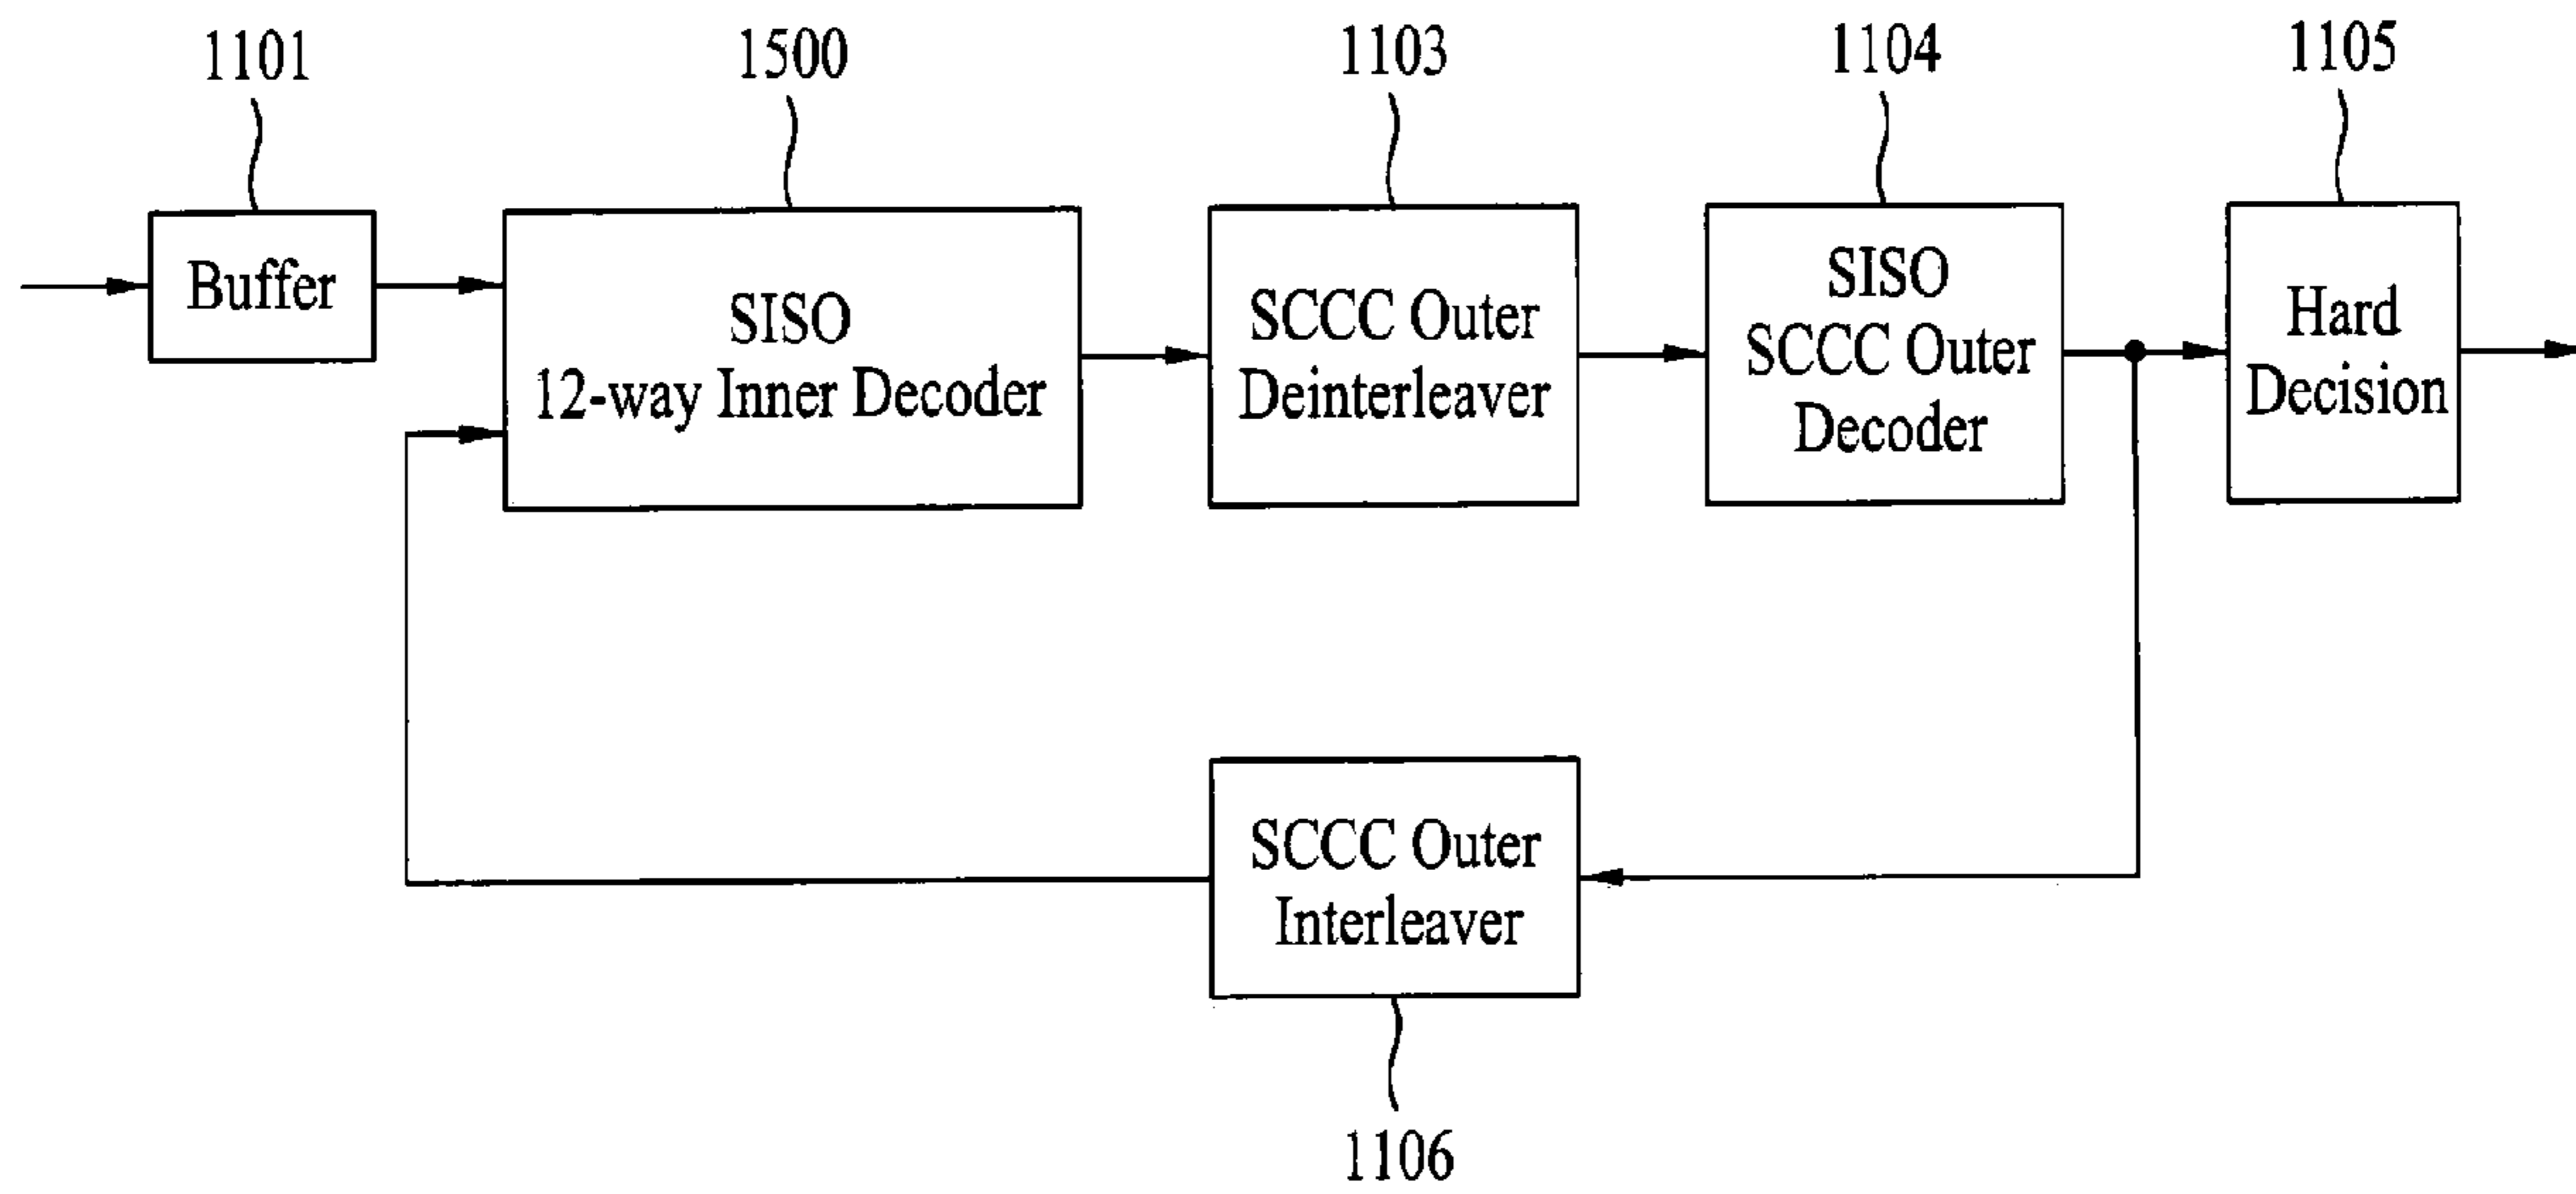 1101
1500
1103
1104
1105
Buffer
SISO
12-way Inner Decoder
SCCC Outer
Deinterleaver
SISO
SCCC Outer
Decoder
Hard
Decision
SCCC Outer
Interleaver
1106